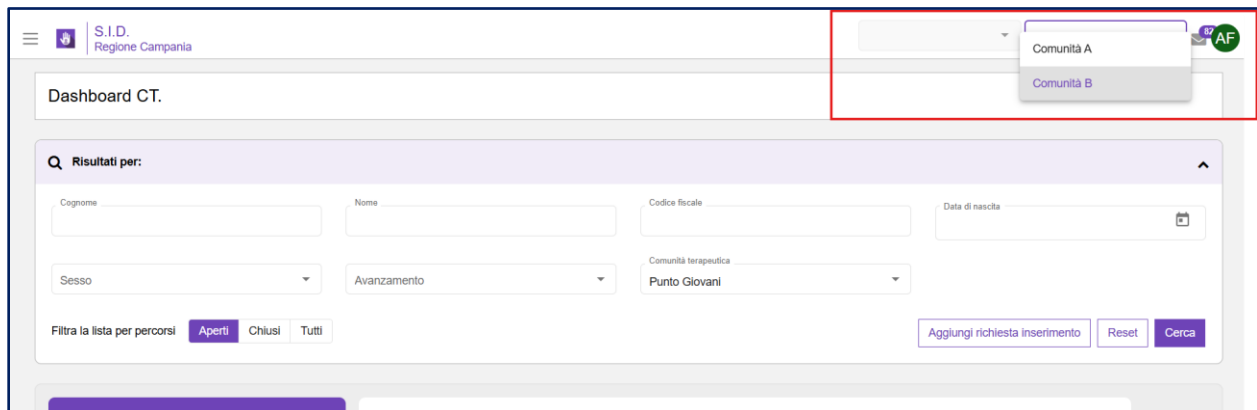 S.I.D.
Regione Campania
82
AF
Comunità A
Comunità B
Dashboard CT.
Risultati per:
Cognome
Nome
Codice fiscale
Data di nascita
Sesso
Avanzamento
Comunità terapeutica
Punto Giovani
Filtra la lista per percorsi
Aperti
Chiusi
Tutti
Aggiungi richiesta inserimento
Reset
Cerca